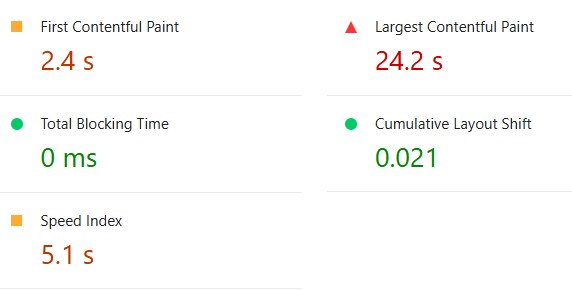 First Contentful Paint
2.4 s
Largest Contentful Paint
24.2 s
Total Blocking Time
0 ms
Cumulative Layout Shift
0.021
Speed Index
5.1 s